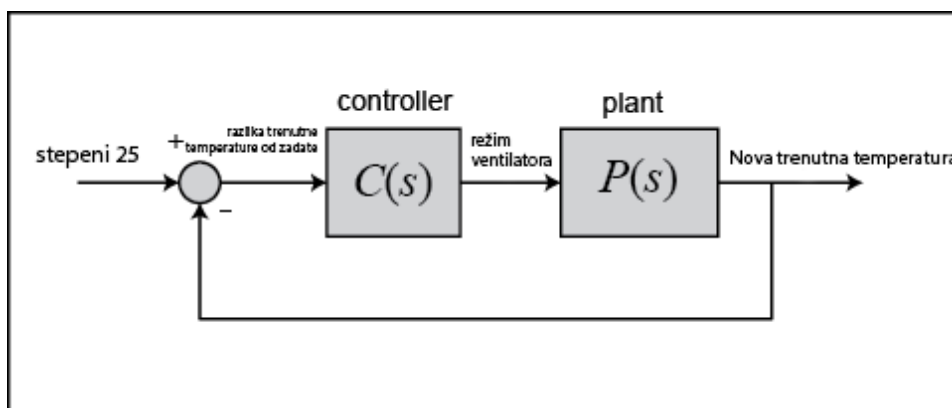 controller
plant
stepeni 25
+
razlika trenutne
temperature od zadate
C(s)
režim
ventilatora
P(s)
Nova trenutna temperatura
−